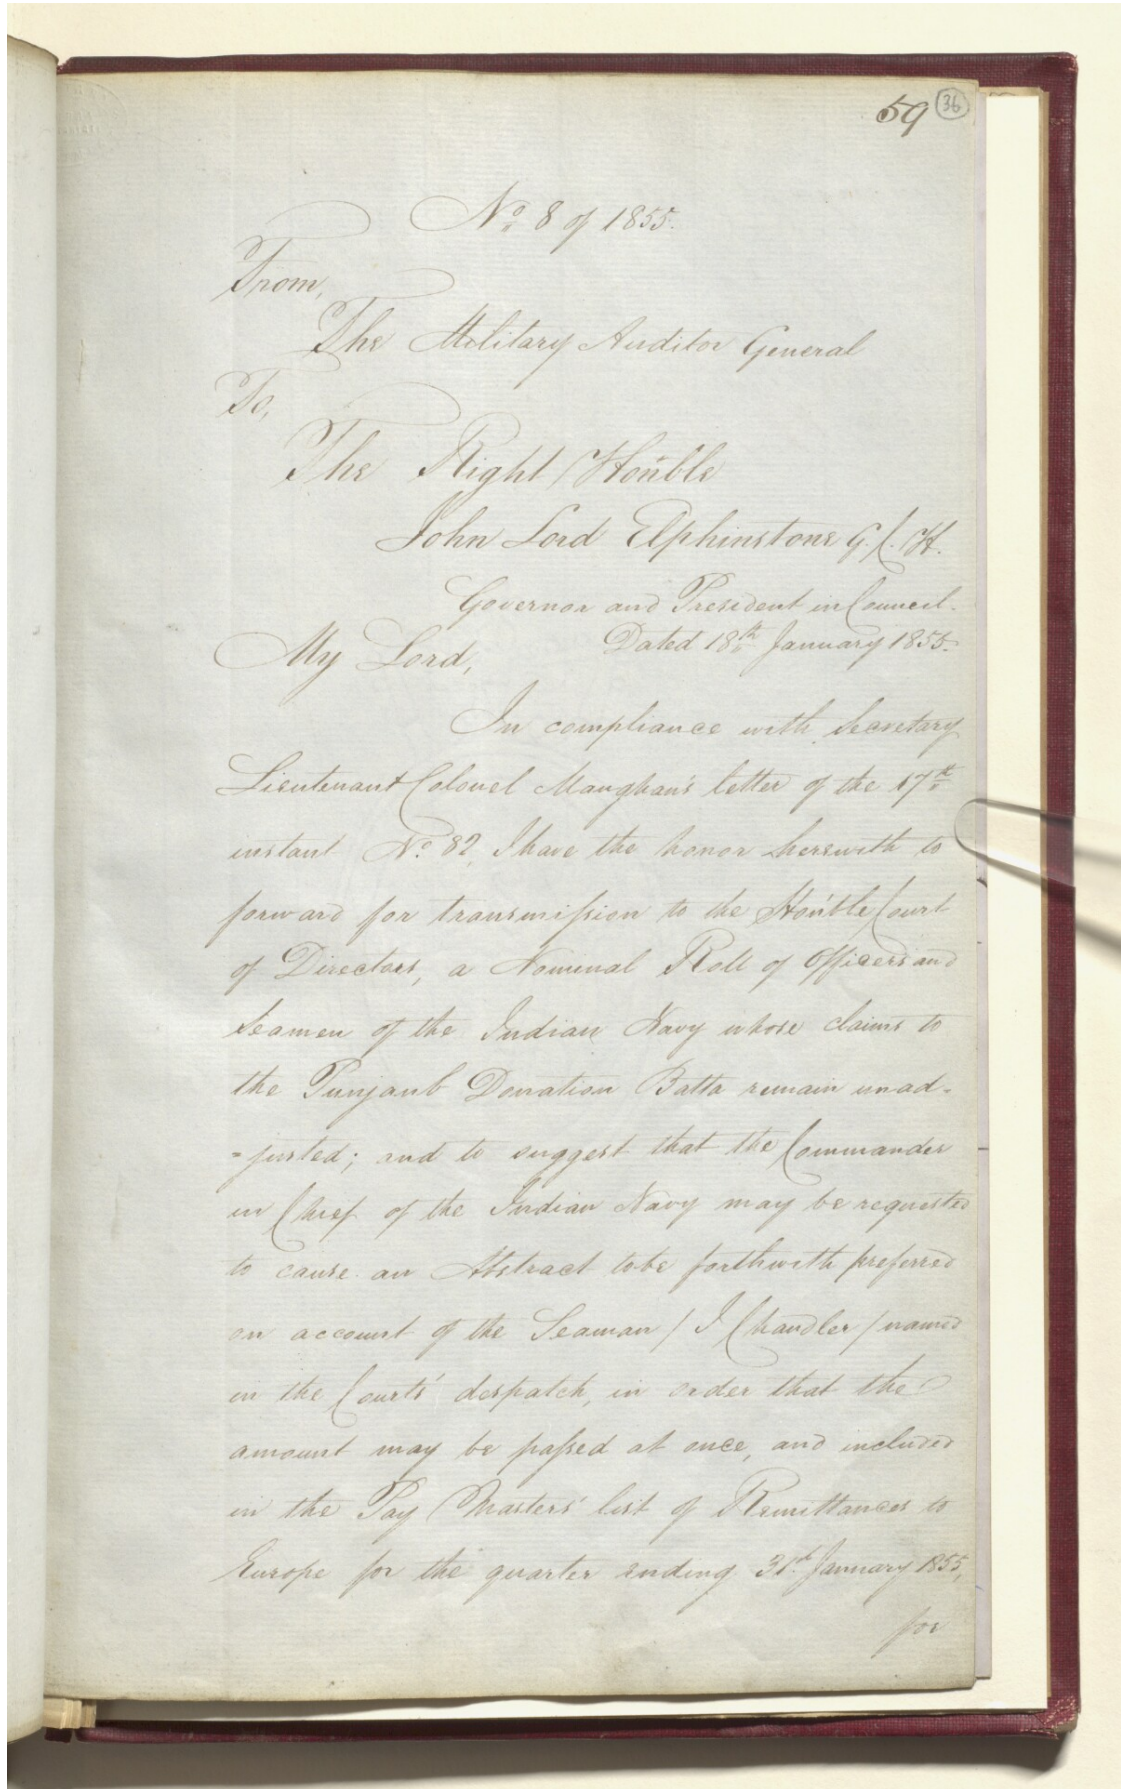 59 36
No. 8 of 1855.
From,
The Military Auditor General
To,
The Right Hon'ble
John Lord Elphinstone G.C.H.
Governor and President in Council.
Dated 18th January 1855.
My Lord,
In compliance with Secretary
Lieutenant Colonel Maughan's letter of the 17th
instant No. 82, I have the honor herewith to
forward for transmission to the Hon'ble Court
of Directors, a Nominal Roll of Officers and
Seamen of the Indian Navy whose claims to
the Punjaub Donation Batta remain unad-
=justed; and to suggest that the Commander
in Chief of the Indian Navy may be requested
to cause an Abstract to be forthwith preferred
on account of the Seaman / I Chandler / named
in the Courts' despatch, in order that the
amount may be passed at once, and included
in the Pay Masters' list of Remittances to
Europe for the quarter ending 31st January 1855,
for